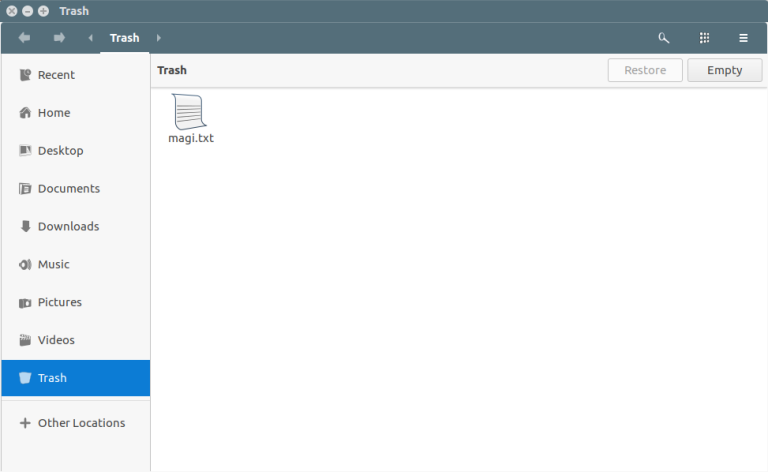 Trash
Trash
Recent
Home
Desktop
Documents
Downloads
Music
Pictures
Videos
Trash
Other Locations
Trash
Restore
Empty
magi.txt